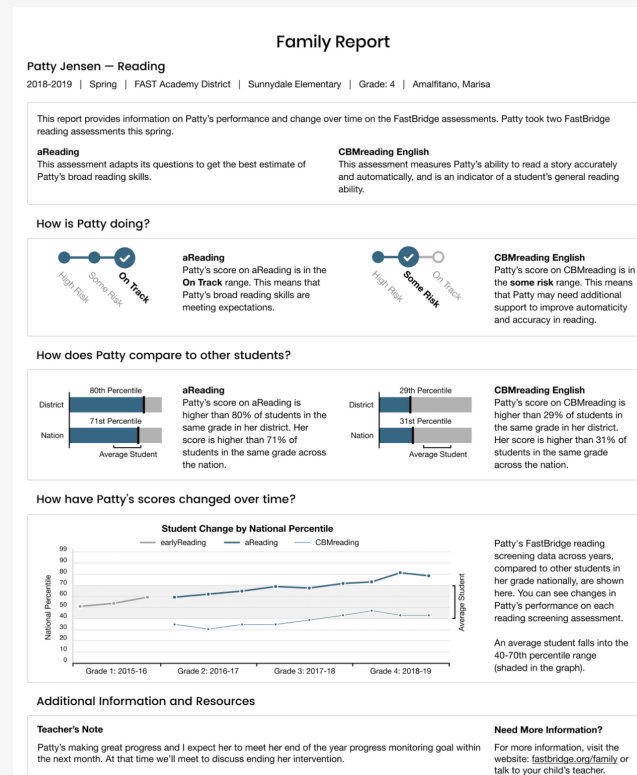 Family Report
Patty Jensen — Reading
2018-2019 | Spring | FAST Academy District | Sunnydale Elementary | Grade: 4 | Amalfitano, Marisa
This report provides information on Patty's performance and change over time on the FastBridge assessments. Patty took two FastBridge
reading assessments this spring.
aReading
This assessment adapts its questions to get the best estimate of
Patty's broad reading skills.
CBMreading English
This assessment measures Patty's ability to read a story accurately
and automatically, and is an indicator of a student's general reading
ability.
How is Patty doing?
High Risk
Some Risk
On Track
aReading
Patty's score on aReading is in the
On Track range. This means that
Patty's broad reading skills are
meeting expectations.
High Risk
Some Risk
On Track
CBMreading English
Patty's score on CBMreading is in
the some risk range. This means
that Patty may need additional
support to improve automaticity
and accuracy in reading.
How does Patty compare to other students?
80th Percentile
District
71st Percentile
Nation
Average Student
aReading
Patty's score on aReading is
higher than 80% of students in the
same grade in her district. Her
score is higher than 71% of
students in the same grade across
the nation.
29th Percentile
District
31st Percentile
Nation
Average Student
CBMreading English
Patty's score on CBMreading is
higher than 29% of students in
the same grade in her district.
Her score is higher than 31% of
students in the same grade
across the nation.
How have Patty's scores changed over time?
Student Change by National Percentile
earlyReading aReading CBMreading
National Percentile
99
90
80
70
60
50
40
30
20
10
0
Grade 1: 2015-16 Grade 2: 2016-17 Grade 3: 2017-18 Grade 4: 2018-19
Average Student
Patty's FastBridge reading
screening data across years,
compared to other students in
her grade nationally, are shown
here. You can see changes in
Patty's performance on each
reading screening assessment.
An average student falls into the
40-70th percentile range
(shaded in the graph).
Additional Information and Resources
Teacher's Note
Patty's making great progress and I expect her to meet her end of the year progress monitoring goal within
the next month. At that time we'll meet to discuss ending her intervention.
Need More Information?
For more information, visit the
website: fastbridge.org/family or
talk to your child's teacher.